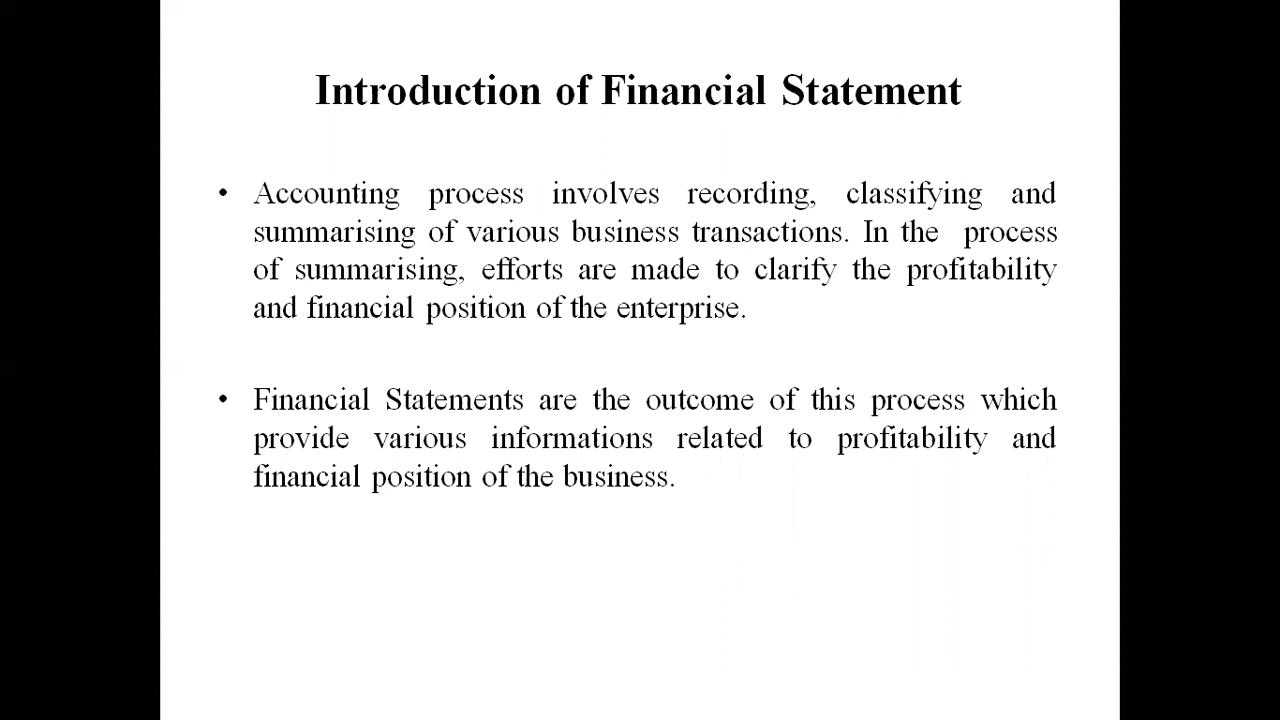 Introduction of Financial Statement
• Accounting process involves recording, classifying and
summarising of various business transactions. In the process
of summarising, efforts are made to clarify the profitability
and financial position of the enterprise.
• Financial Statements are the outcome of this process which
provide various informations related to profitability and
financial position of the business.